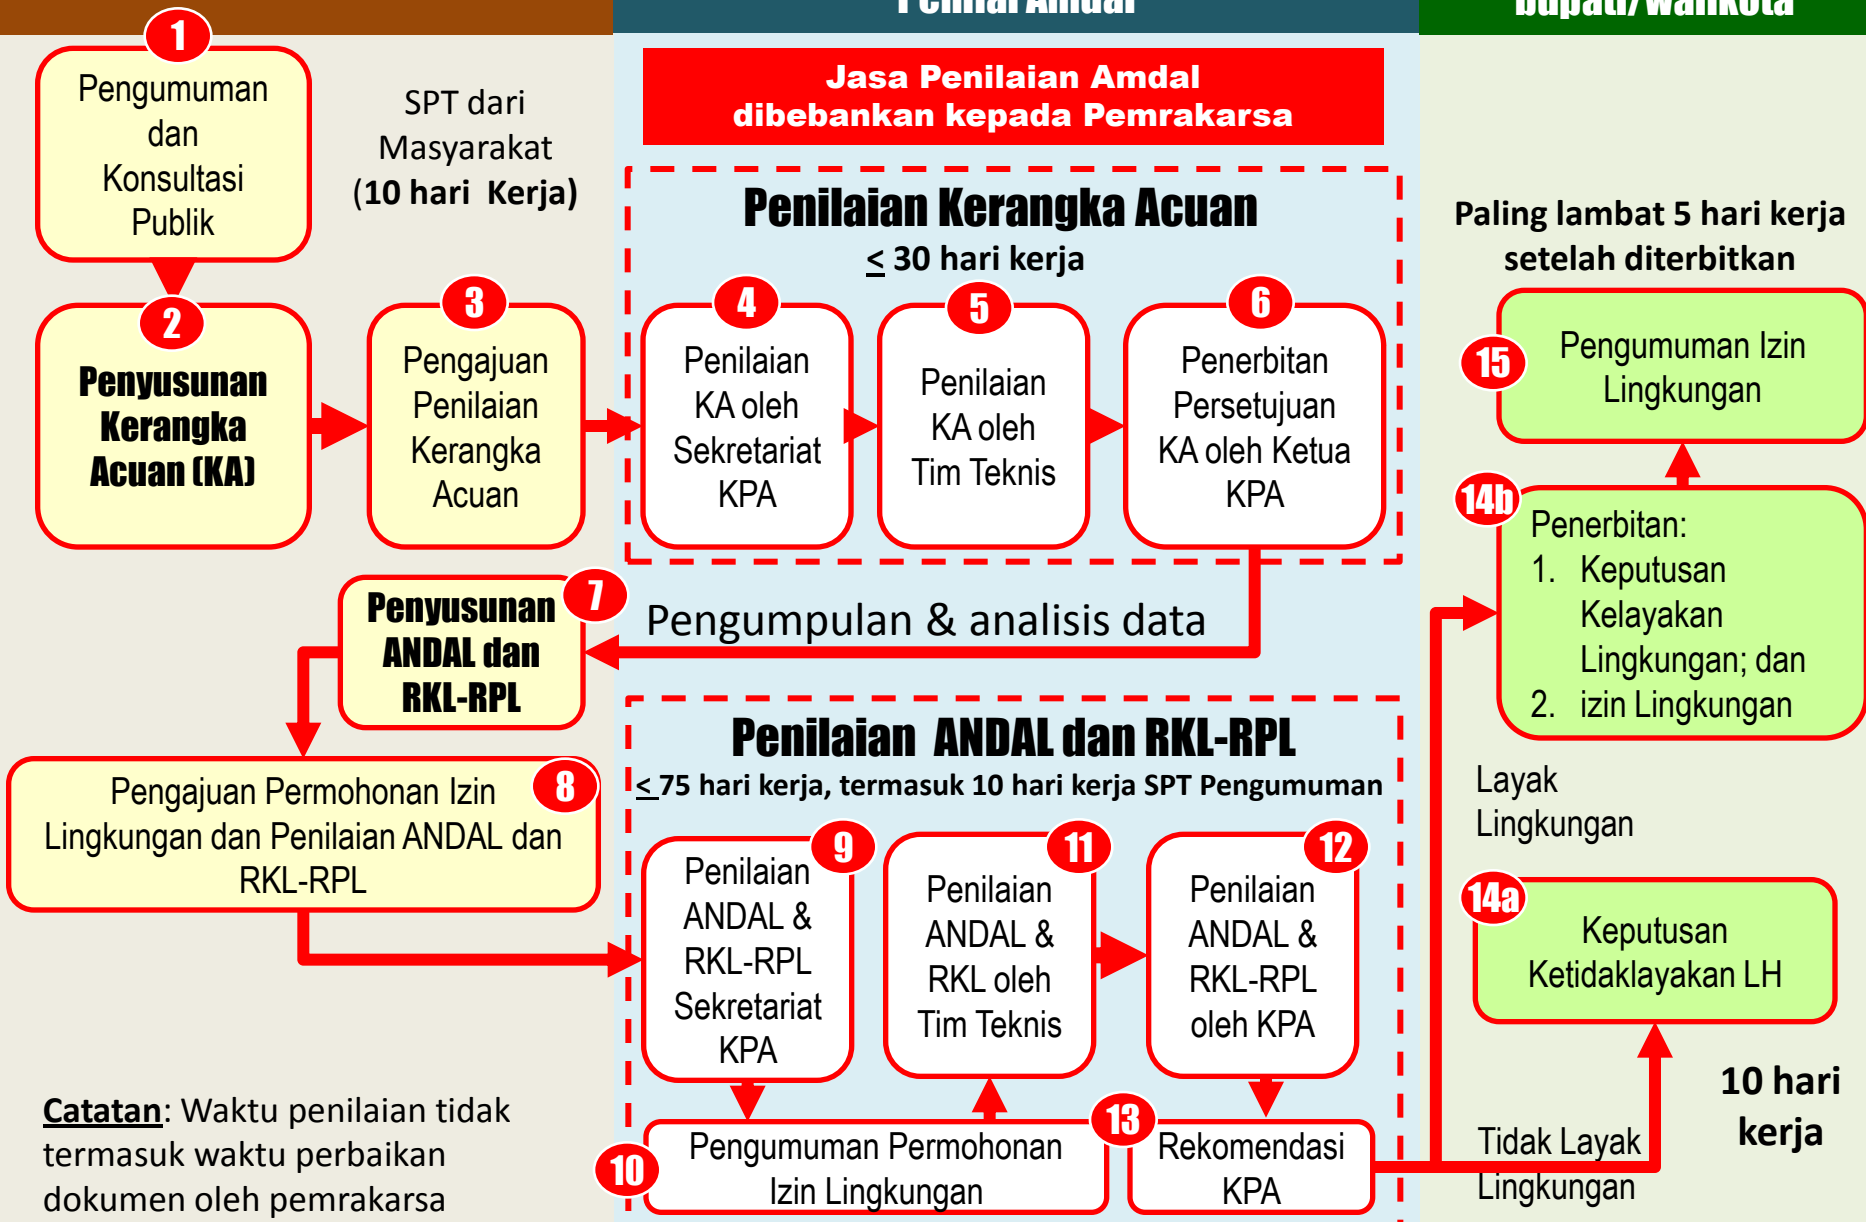 Penilai Amdal
bupati/walikota
1
Pengumuman
dan
Konsultasi
Publik
SPT dari
Masyarakat
(10 hari Kerja)
Jasa Penilaian Amdal
dibebankan kepada Pemrakarsa
2
Penyusunan
Kerangka
Acuan (KA)
3
Pengajuan
Penilaian
Kerangka
Acuan
Penilaian Kerangka Acuan
< 30 hari kerja
4
Penilaian
KA oleh
Sekretariat
KPA
5
Penilaian
KA oleh
Tim Teknis
6
Penerbitan
Persetujuan
KA oleh Ketua
KPA
7
Penyusunan
ANDAL dan
RKL-RPL
Pengumpulan & analisis data
8
Pengajuan Permohonan Izin
Lingkungan dan Penilaian ANDAL dan
RKL-RPL
Penilaian ANDAL dan RKL-RPL
< 75 hari kerja, termasuk 10 hari kerja SPT Pengumuman
9
Penilaian
ANDAL &
RKL-RPL
Sekretariat
KPA
10
Pengumuman Permohonan
Izin Lingkungan
11
Penilaian
ANDAL &
RKL oleh
Tim Teknis
12
Penilaian
ANDAL &
RKL-RPL
oleh KPA
13
Rekomendasi
KPA
Paling lambat 5 hari kerja
setelah diterbitkan
15
Pengumuman Izin
Lingkungan
14b
Penerbitan:
1. Keputusan
Kelayakan
Lingkungan; dan
2. izin Lingkungan
Layak
Lingkungan
14a
Keputusan
Ketidaklayakan LH
10 hari
kerja
Tidak Layak
Lingkungan
Catatan: Waktu penilaian tidak
termasuk waktu perbaikan
dokumen oleh pemrakarsa